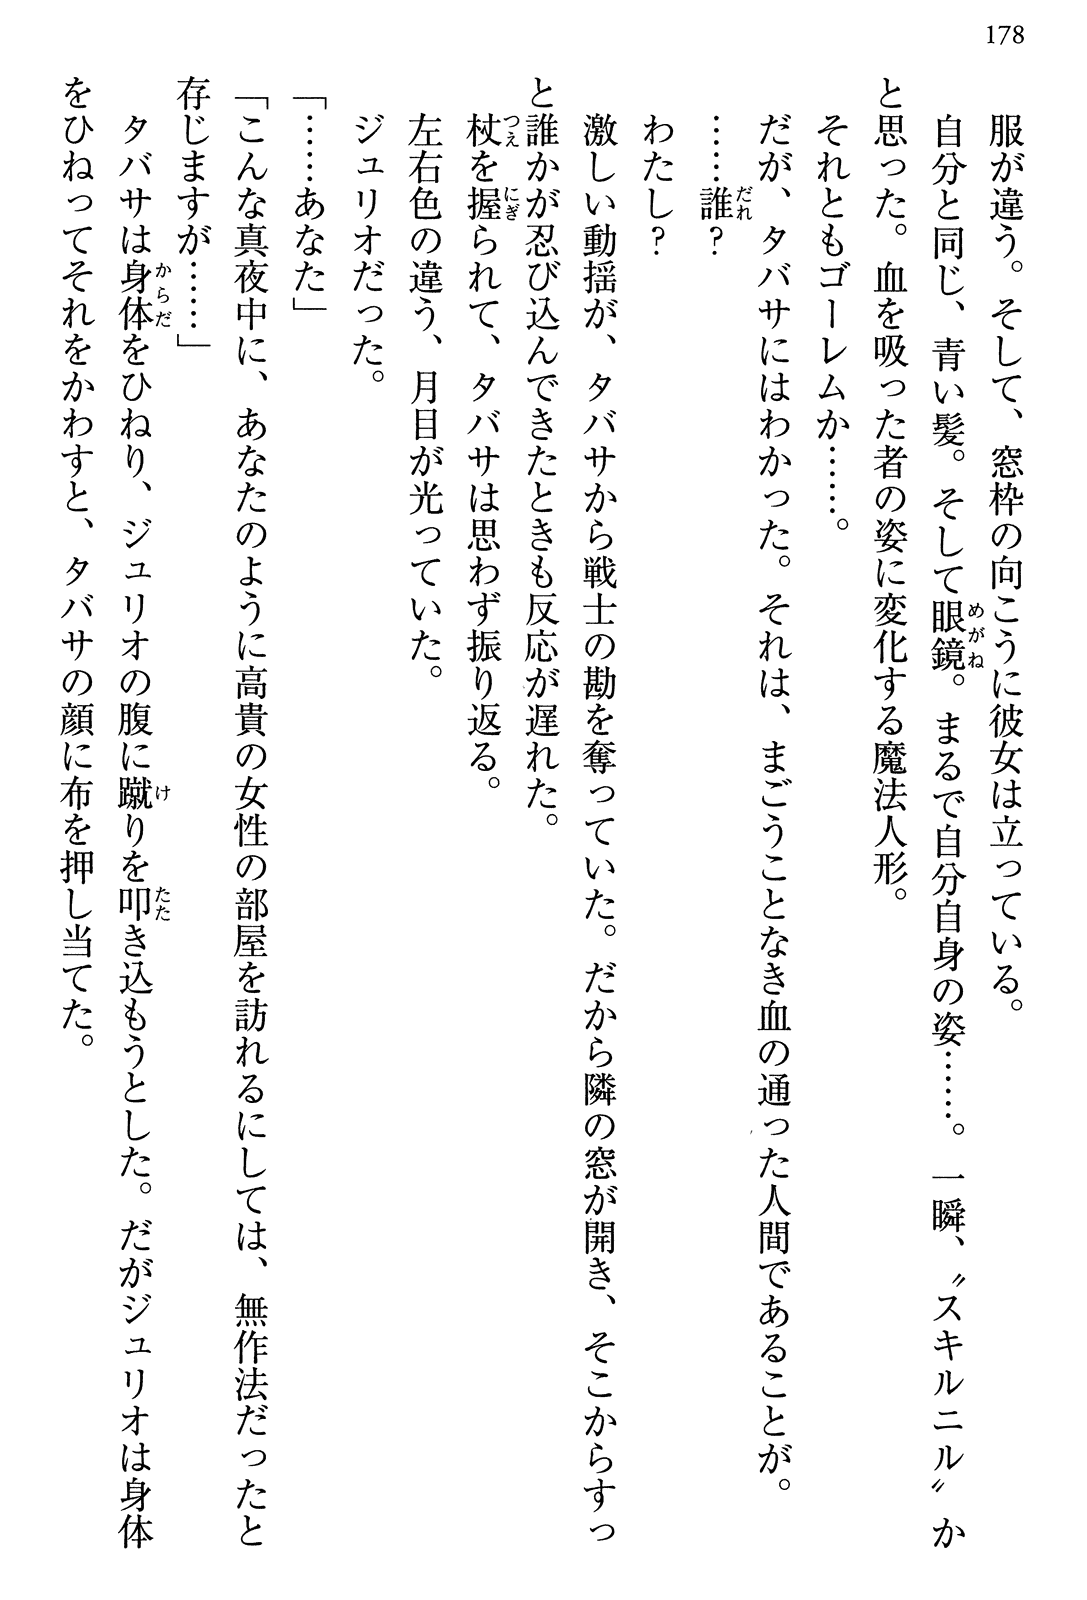 178
服が違う。そして、窓枠の向こうに彼女は立っている。
自分と同じ、青い髪。そして眼鏡。まるで自分自身の姿……。一瞬、〝スキルニル〟か
と思った。血を吸った者の姿に変化する魔法人形。
それともゴーレムか……。
だが、タバサにはわかった。それは、まごうことなき血の通った人間であることが。
……誰?
わたし?
激しい動揺が、タバサから戦士の勘を奪っていた。だから隣の窓が開き、そこからすっ
と誰かが忍び込んできたときも反応が遅れた。
杖を握られて、タバサは思わず振り返る。
左右色の違う、月目が光っていた。
ジュリオだった。
「……あなた」
「こんな真夜中に、あなたのように高貴の女性の部屋を訪れるにしては、無作法だったと
存じますが……」
タバサは身体をひねり、ジュリオの腹に蹴りを叩き込もうとした。だがジュリオは身体
をひねってそれをかわすと、タバサの顔に布を押し当てた。